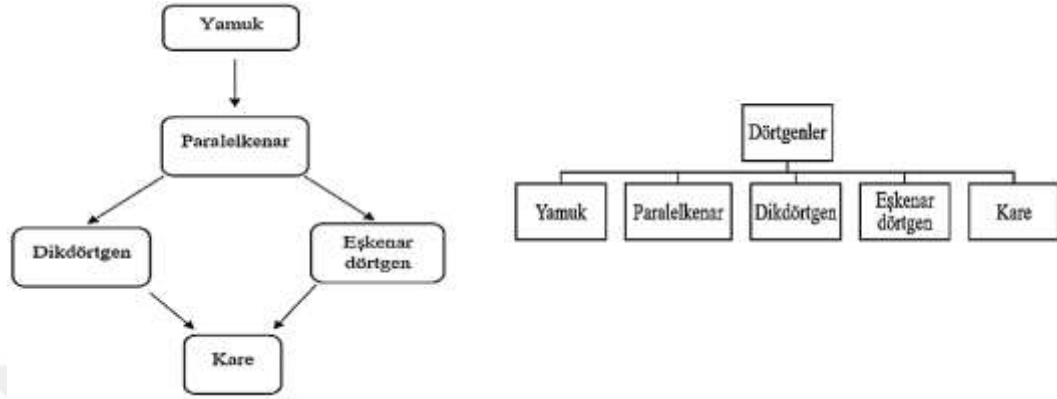 Yamuk
Paralelkenar
Dikdörtgen
Eşkenar
dörtgen
Kare
Dörtgenler
Yamuk
Paralelkenar
Dikdörtgen
Eşkenar
dörtgen
Kare